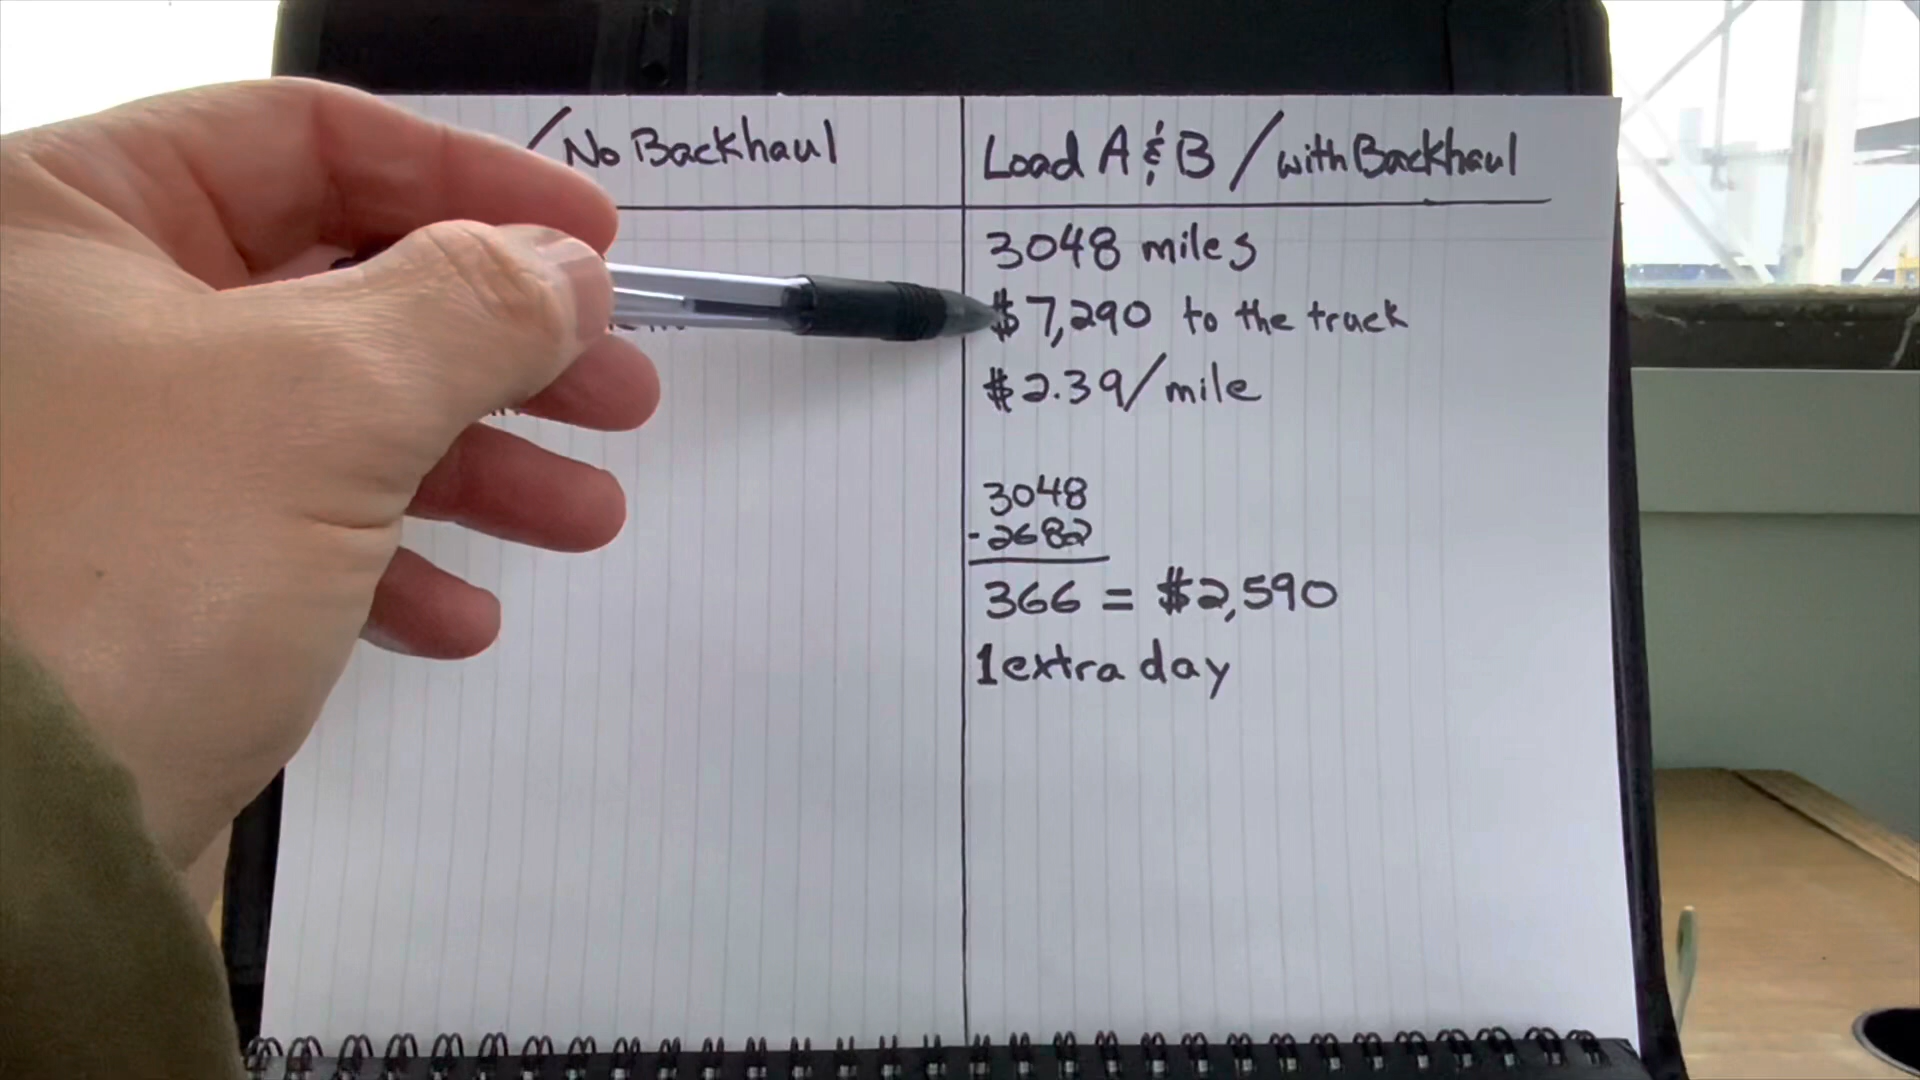 /No Backhaul
Load A & B / with Backhaul
3048 miles
$7,290 to the truck
$2.39/mile
3048
-2682
366 = $2,590
1 extra day